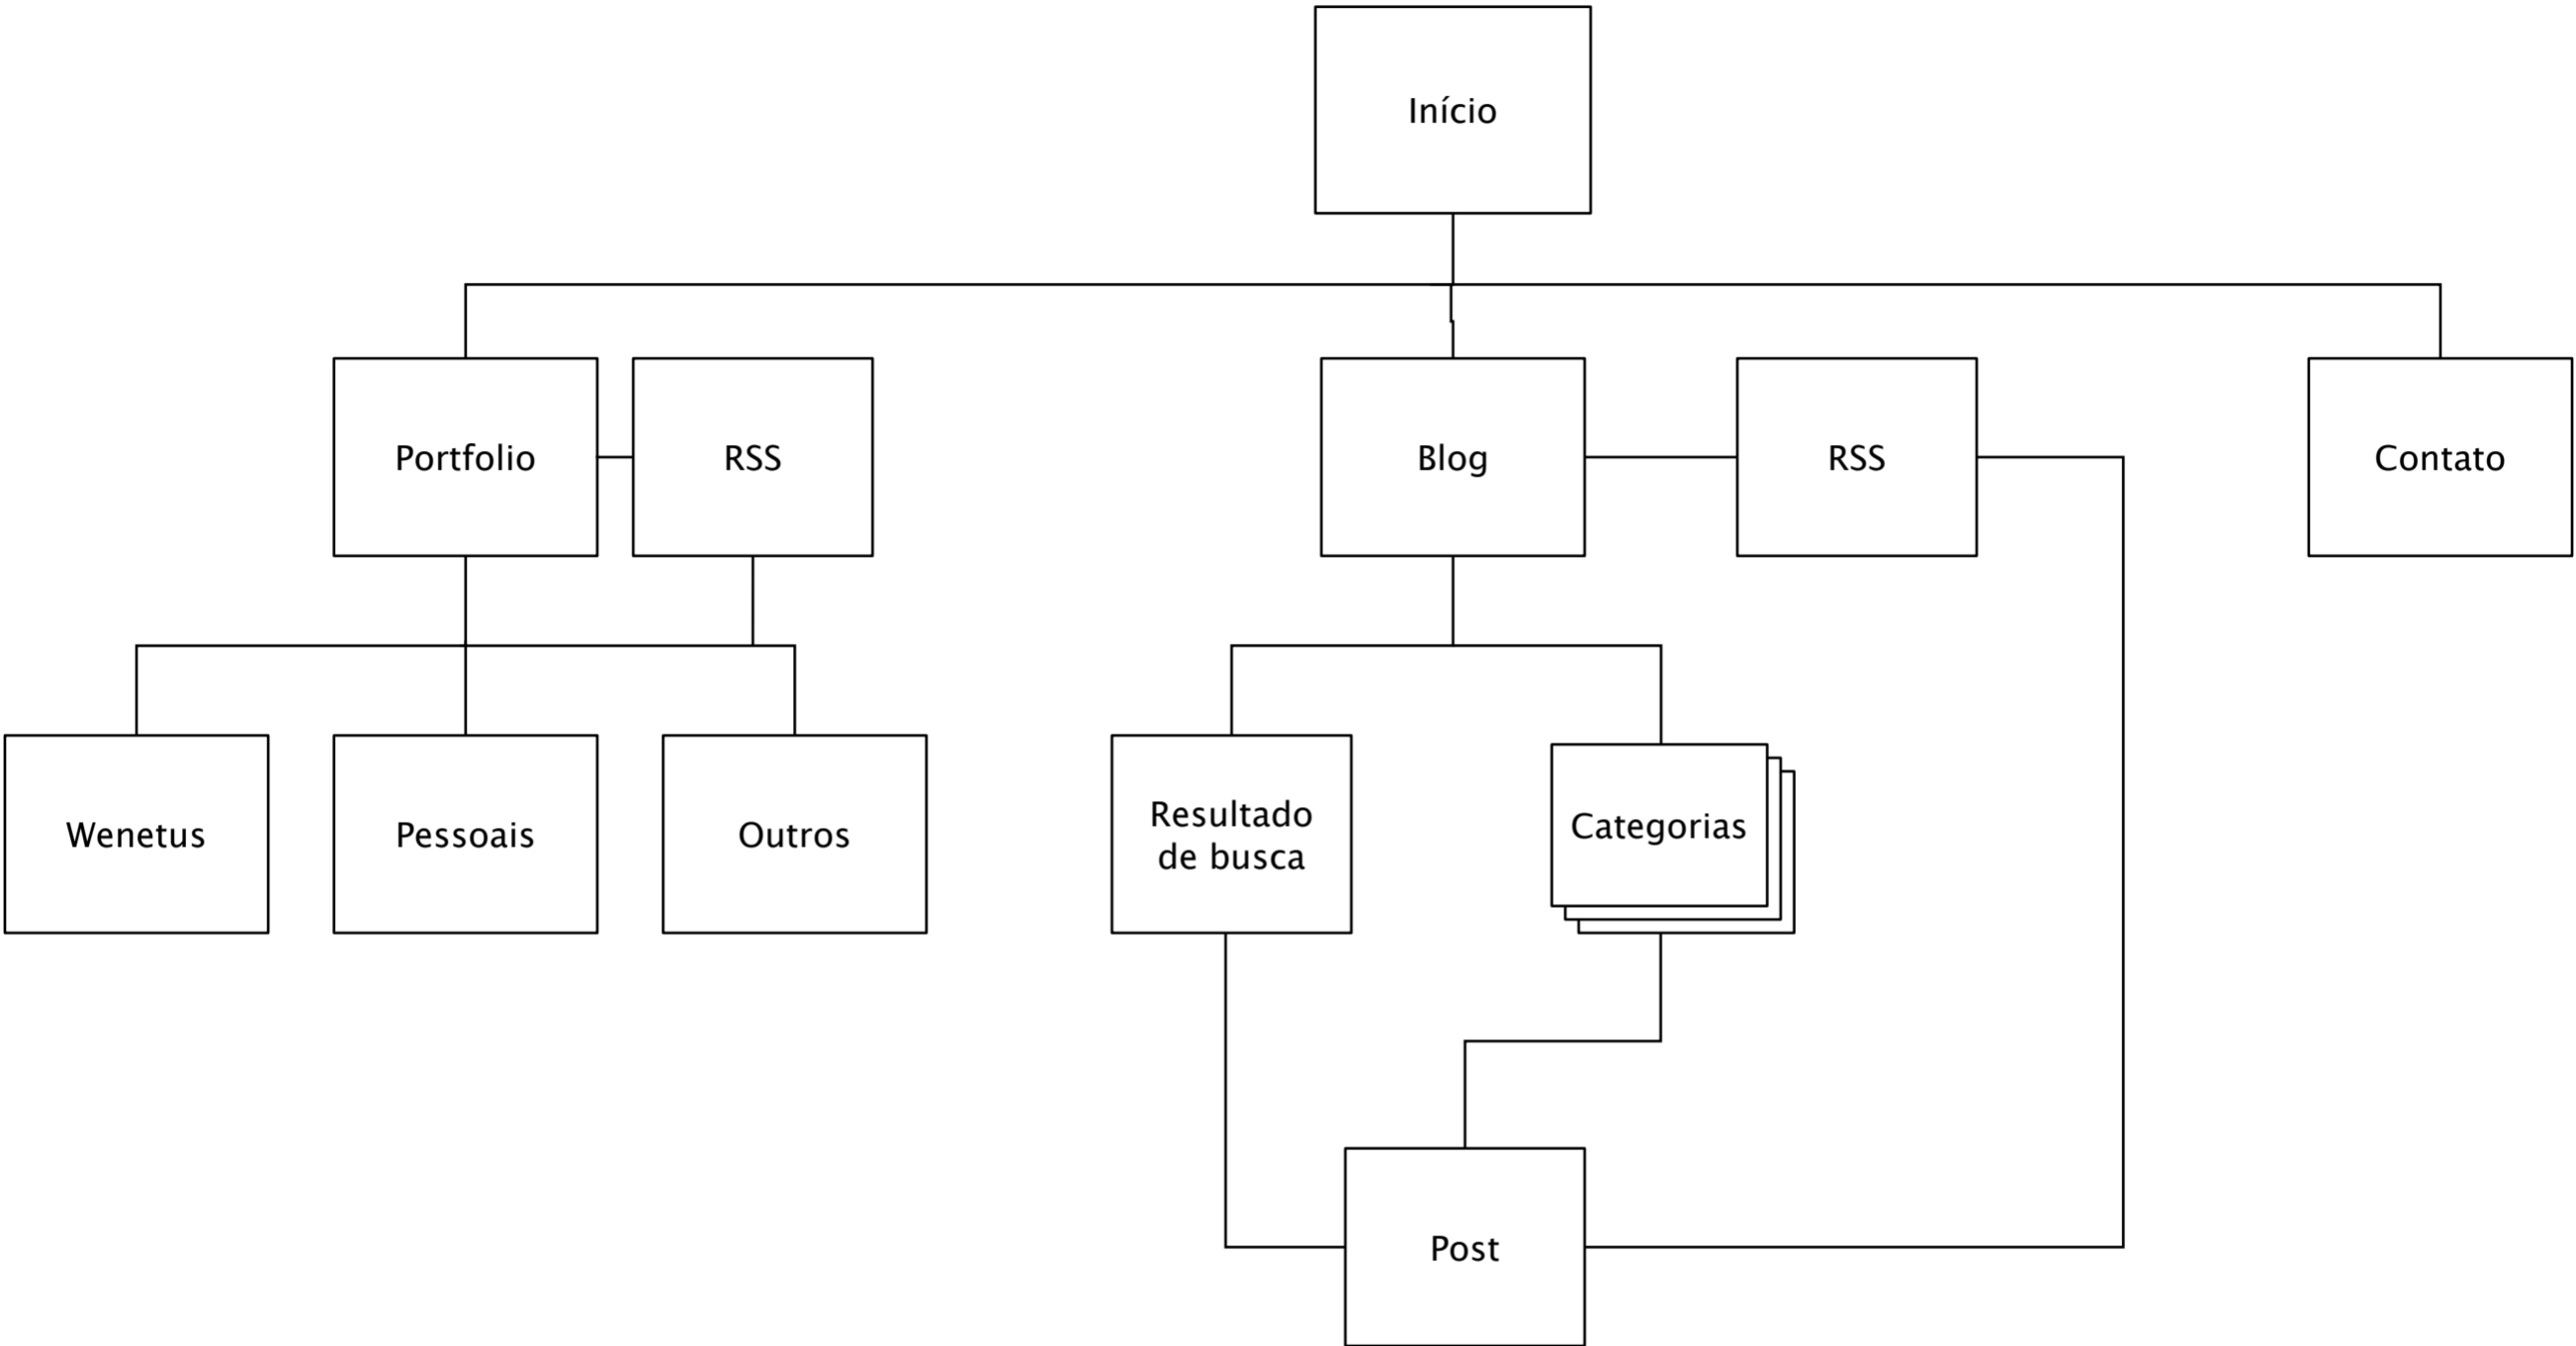 Início
Portfolio
RSS
Blog
RSS
Contato
Wenetus
Pessoais
Outros
Resultado
de busca
Categorias
Post